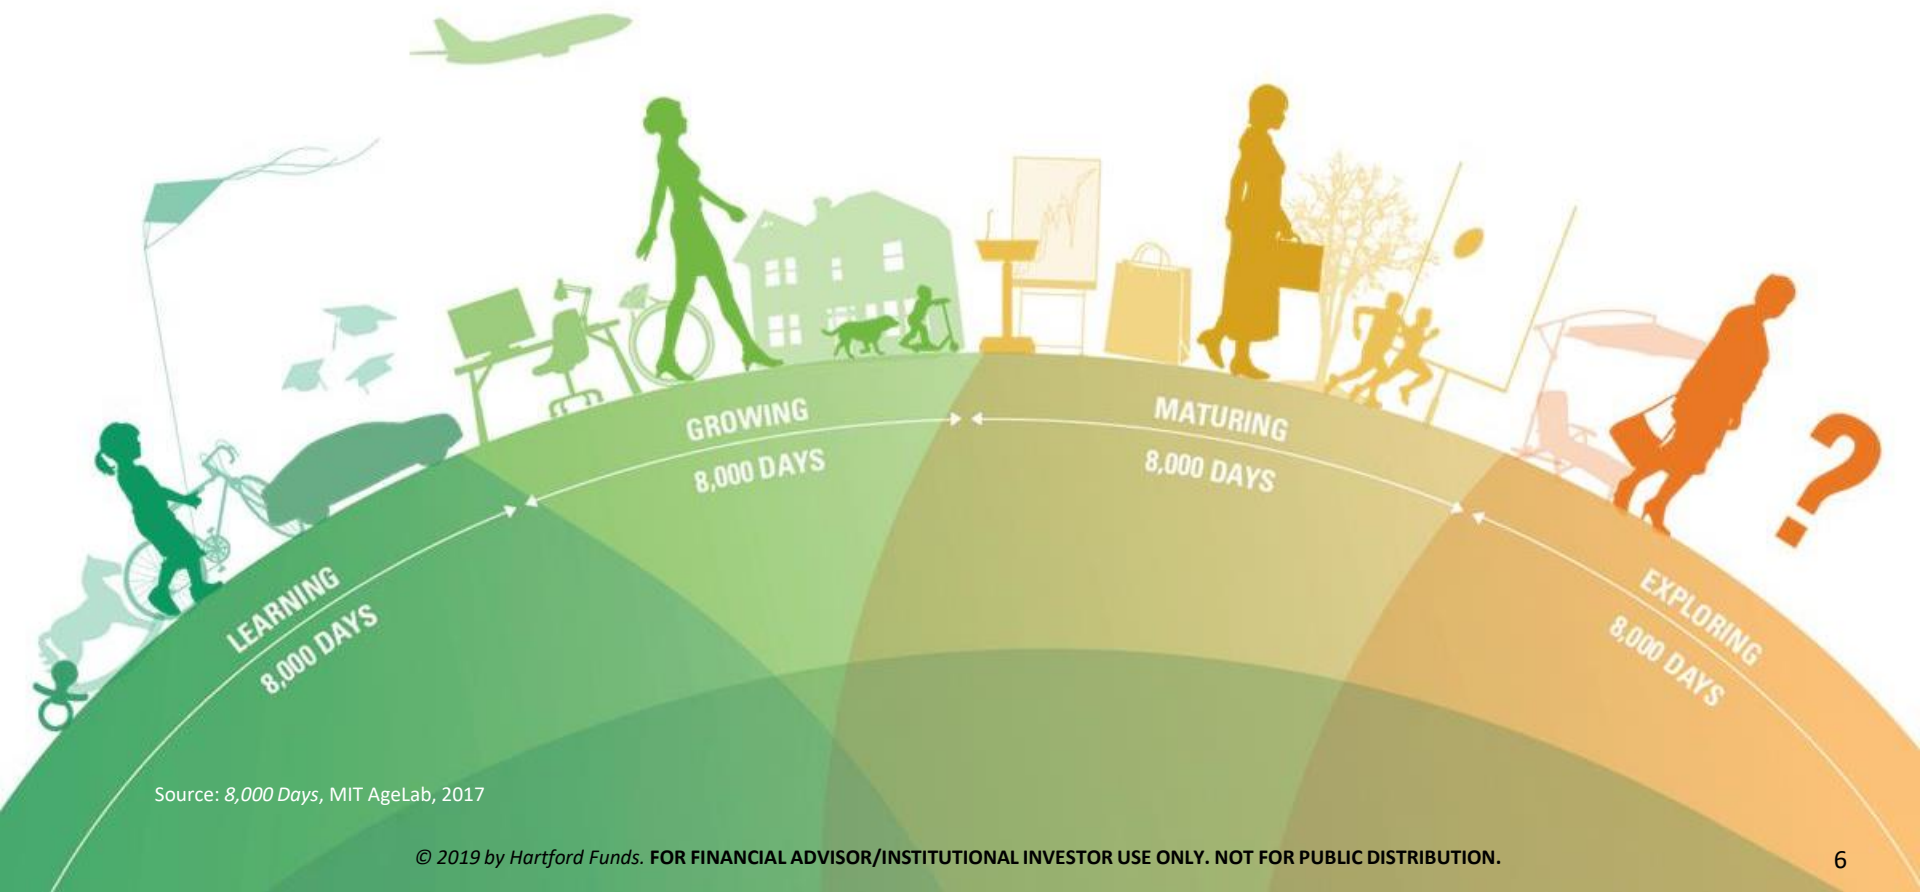 GROWING
8,000 DAYS
MATURING
8,000 DAYS
LEARNING
8,000 DAYS
EXPLORING
8,000 DAYS
?
Source: 8,000 Days, MIT AgeLab, 2017
© 2019 by Hartford Funds. FOR FINANCIAL ADVISOR/INSTITUTIONAL INVESTOR USE ONLY. NOT FOR PUBLIC DISTRIBUTION.
6